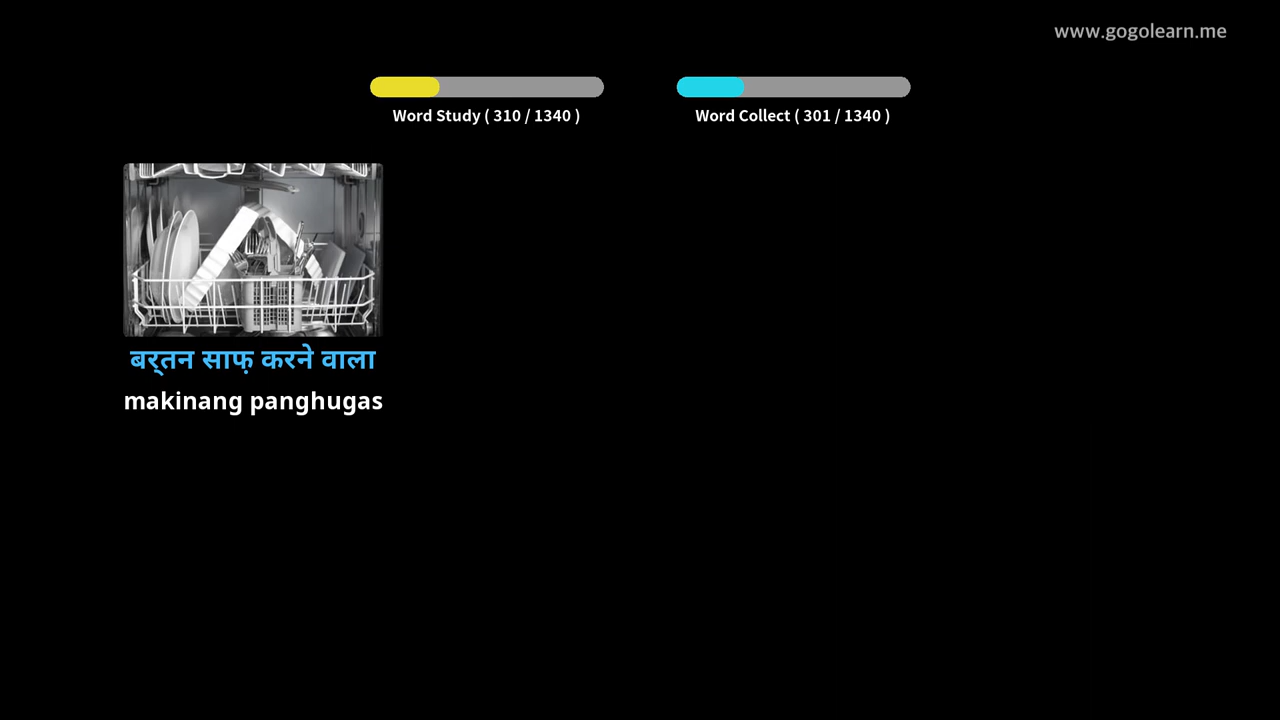 www.gogolearn.me
Word Study ( 310 / 1340 )
Word Collect ( 301 / 1340 )
बर्तन साफ़ करने वाला
makinang panghugas